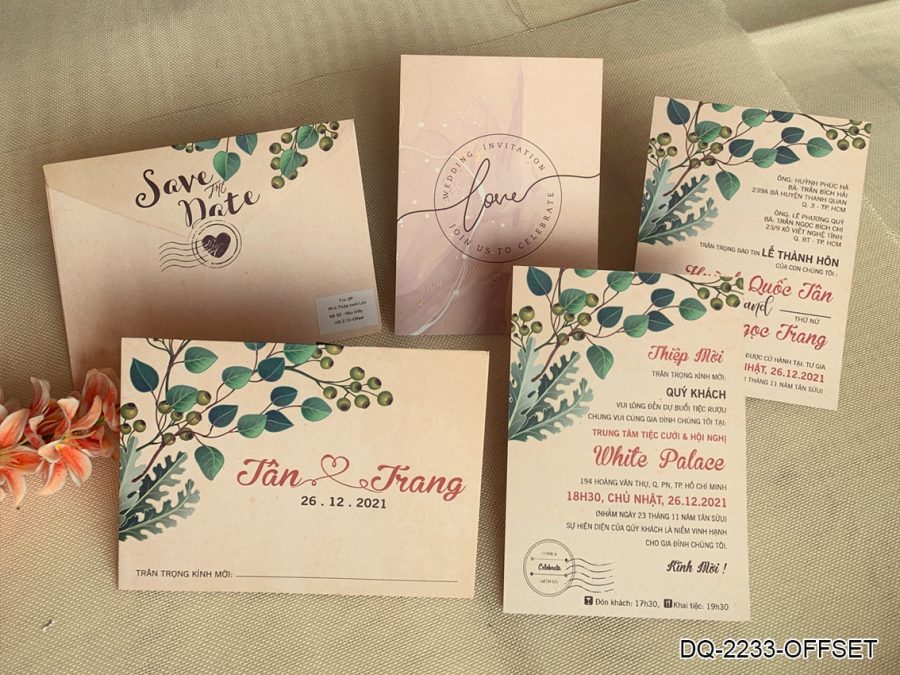 Save
THE
Date
WEDDING INVITATION
love
JOIN US TO CELEBRATE
ÔNG: HUỲNH PHÚC HÁ
BÀ: TRẦN BÍCH HẢI
239A BÀ HUYỆN THANH QUAN
Q. 3 - TP. HCM
ÔNG: LÊ PHƯƠNG QUÝ
BÀ: TRẦN NGỌC BÍCH CHI
23/9 XÔ VIẾT NGHỆ TĨNH
Q. BT - TP. HCM
TRÂN TRỌNG BÁO TIN LỄ THÀNH HÔN
CỦA CON CHÚNG TÔI :
Quốc Tân
and
THỨ NỮ
Trang
ĐƯỢC CỬ HÀNH TẠI: TƯ GIA
26.12.2021
THÁNG 11 NĂM TÂN SỬU)
Thiệp Mời
TRÂN TRỌNG KÍNH MỜI:
QUÝ KHÁCH
VUI LÒNG ĐẾN DỰ BUỔI TIỆC RƯỢU
CHUNG VUI CÙNG GIA ĐÌNH CHÚNG TÔI TẠI:
TRUNG TÂM TIỆC CƯỚI & HỘI NGHỊ
White Palace
194 HOÀNG VĂN THỤ, Q. PN, TP. HỒ CHÍ MINH
18H30, CHỦ NHẬT, 26.12.2021
(NHẰM NGÀY 23 THÁNG 11 NĂM TÂN SỬU)
SỰ HIỆN DIỆN CỦA QÚY KHÁCH LÀ NIỀM VINH HẠNH
CHO GIA ĐÌNH CHÚNG TÔI.
Kính Mời !
COME &
Celebrate
WITH US
Đón khách: 17h30, Khai tiệc: 19h30
Tân Trang
26 . 12 . 2021
TRÂN TRỌNG KÍNH MỜI:
DQ-2233-OFFSET